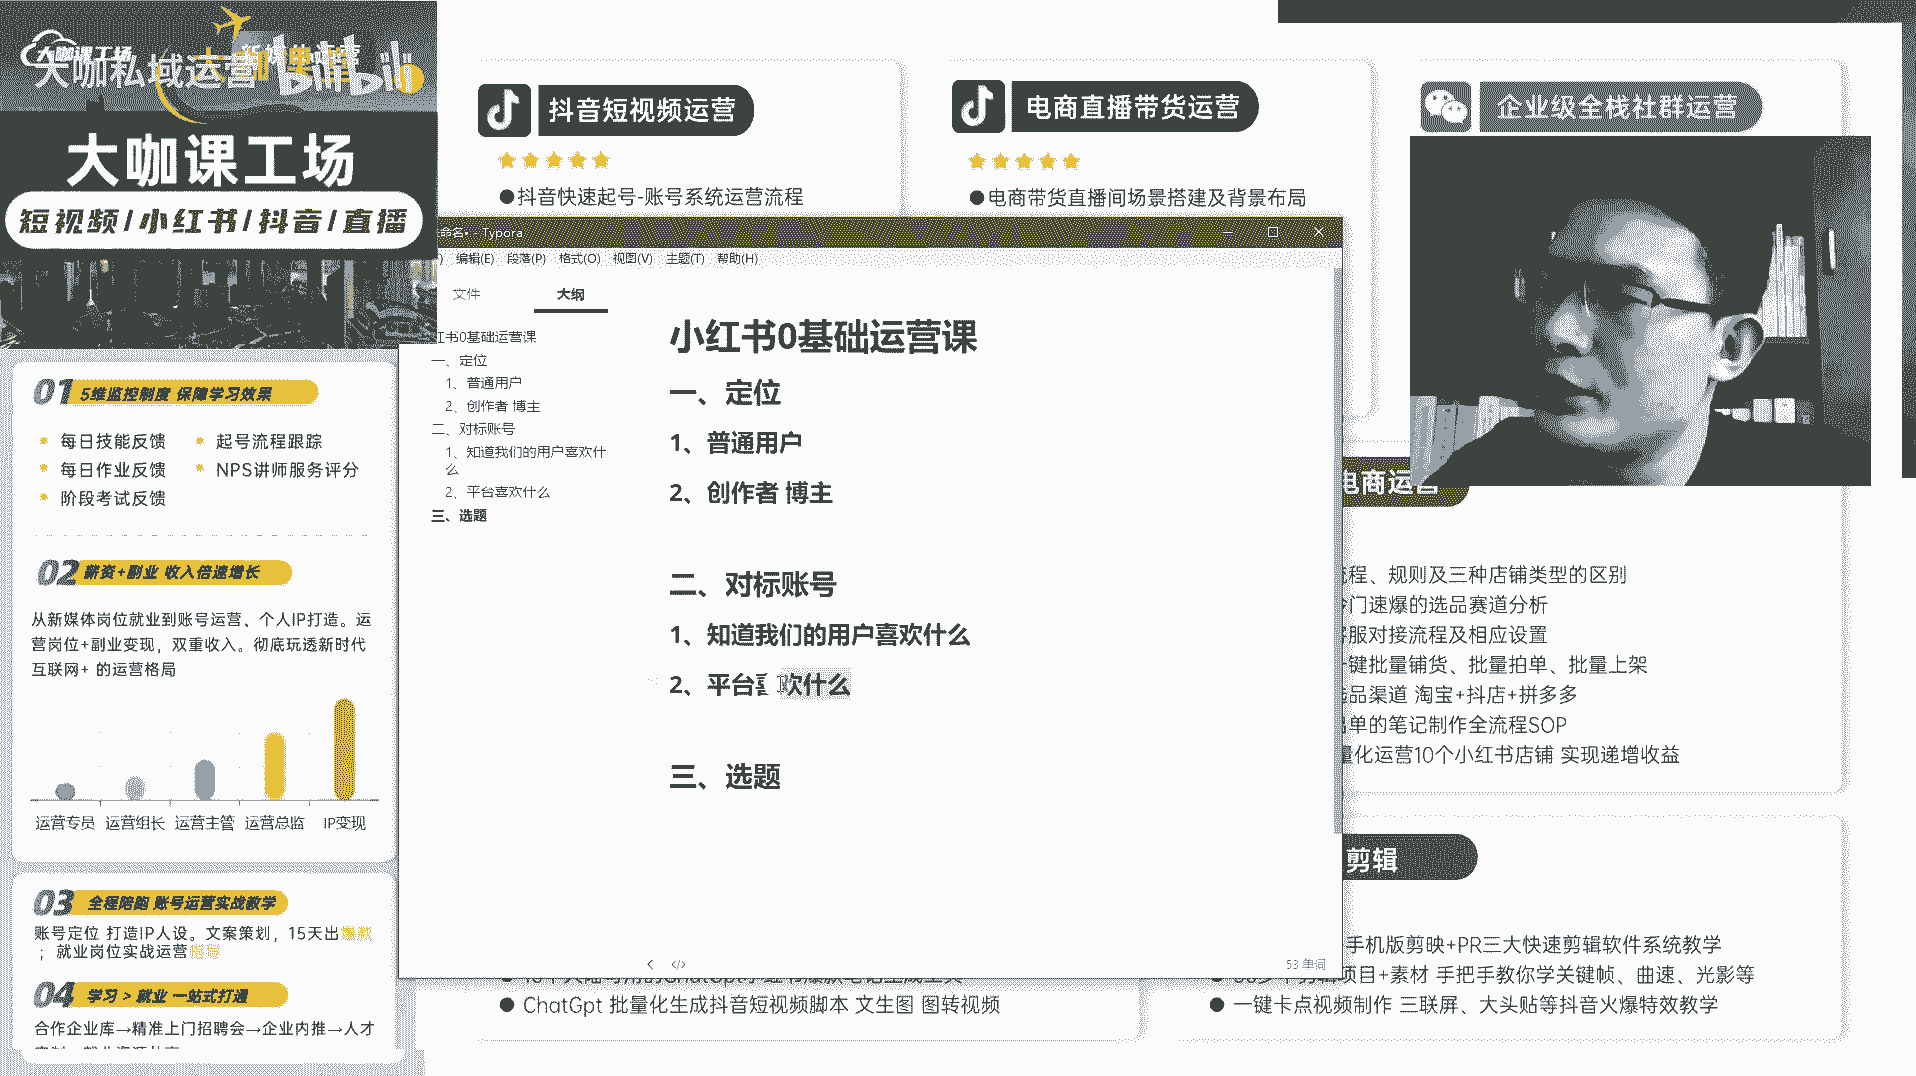 大咖课工场
大咖私域运营
bilibili
大咖课工场
短视频/小红书/抖音/直播
01 5维监控制度 保障学习效果
每日技能反馈
起号流程跟踪
每日作业反馈
NPS讲师服务评分
阶段考试反馈
02 薪资+副业 收入倍速增长
从新媒体岗位就业到账号运营、个人IP打造。运
营岗位+副业变现，双重收入。彻底玩透新时代
互联网+ 的运营格局
运营专员 运营组长 运营主管 运营总监 IP变现
03 全程陪跑 账号运营实战教学
账号定位 打造IP人设。文案策划，15天出爆款
；就业岗位实战运营
04 学习 > 就业 一站式打通
合作企业库→精准上门招聘会→企业内推→人才
抖音短视频运营
●抖音快速起号-账号系统运营流程
电商直播带货运营
●电商带货直播间场景搭建及背景布局
企业级全栈社群运营
命名• - Typora
编辑(E) 段落(P) 格式(O) 视图(V) 主题(T) 帮助(H)
文件 大纲
红书0基础运营课
一、定位
1、普通用户
2、创作者 博主
二、对标账号
1、知道我们的用户喜欢什
么
2、平台喜欢什么
三、选题
小红书0基础运营课
一、定位
1、普通用户
2、创作者 博主
二、对标账号
1、知道我们的用户喜欢什么
2、平台喜欢什么
三、选题
53 单词
电商运营
流程、规则及三种店铺类型的区别
门速爆的选品赛道分析
客服对接流程及相应设置
一键批量铺货、批量拍单、批量上架
选品渠道 淘宝+抖店+拼多多
出单的笔记制作全流程SOP
量化运营10个小红书店铺 实现递增收益
剪辑
手机版剪映+PR三大快速剪辑软件系统教学
项目+素材 手把手教你学关键帧、曲速、光影等
● 一键卡点视频制作 三联屏、大头贴等抖音火爆特效教学
● ChatGpt 批量化生成抖音短视频脚本 文生图 图转视频